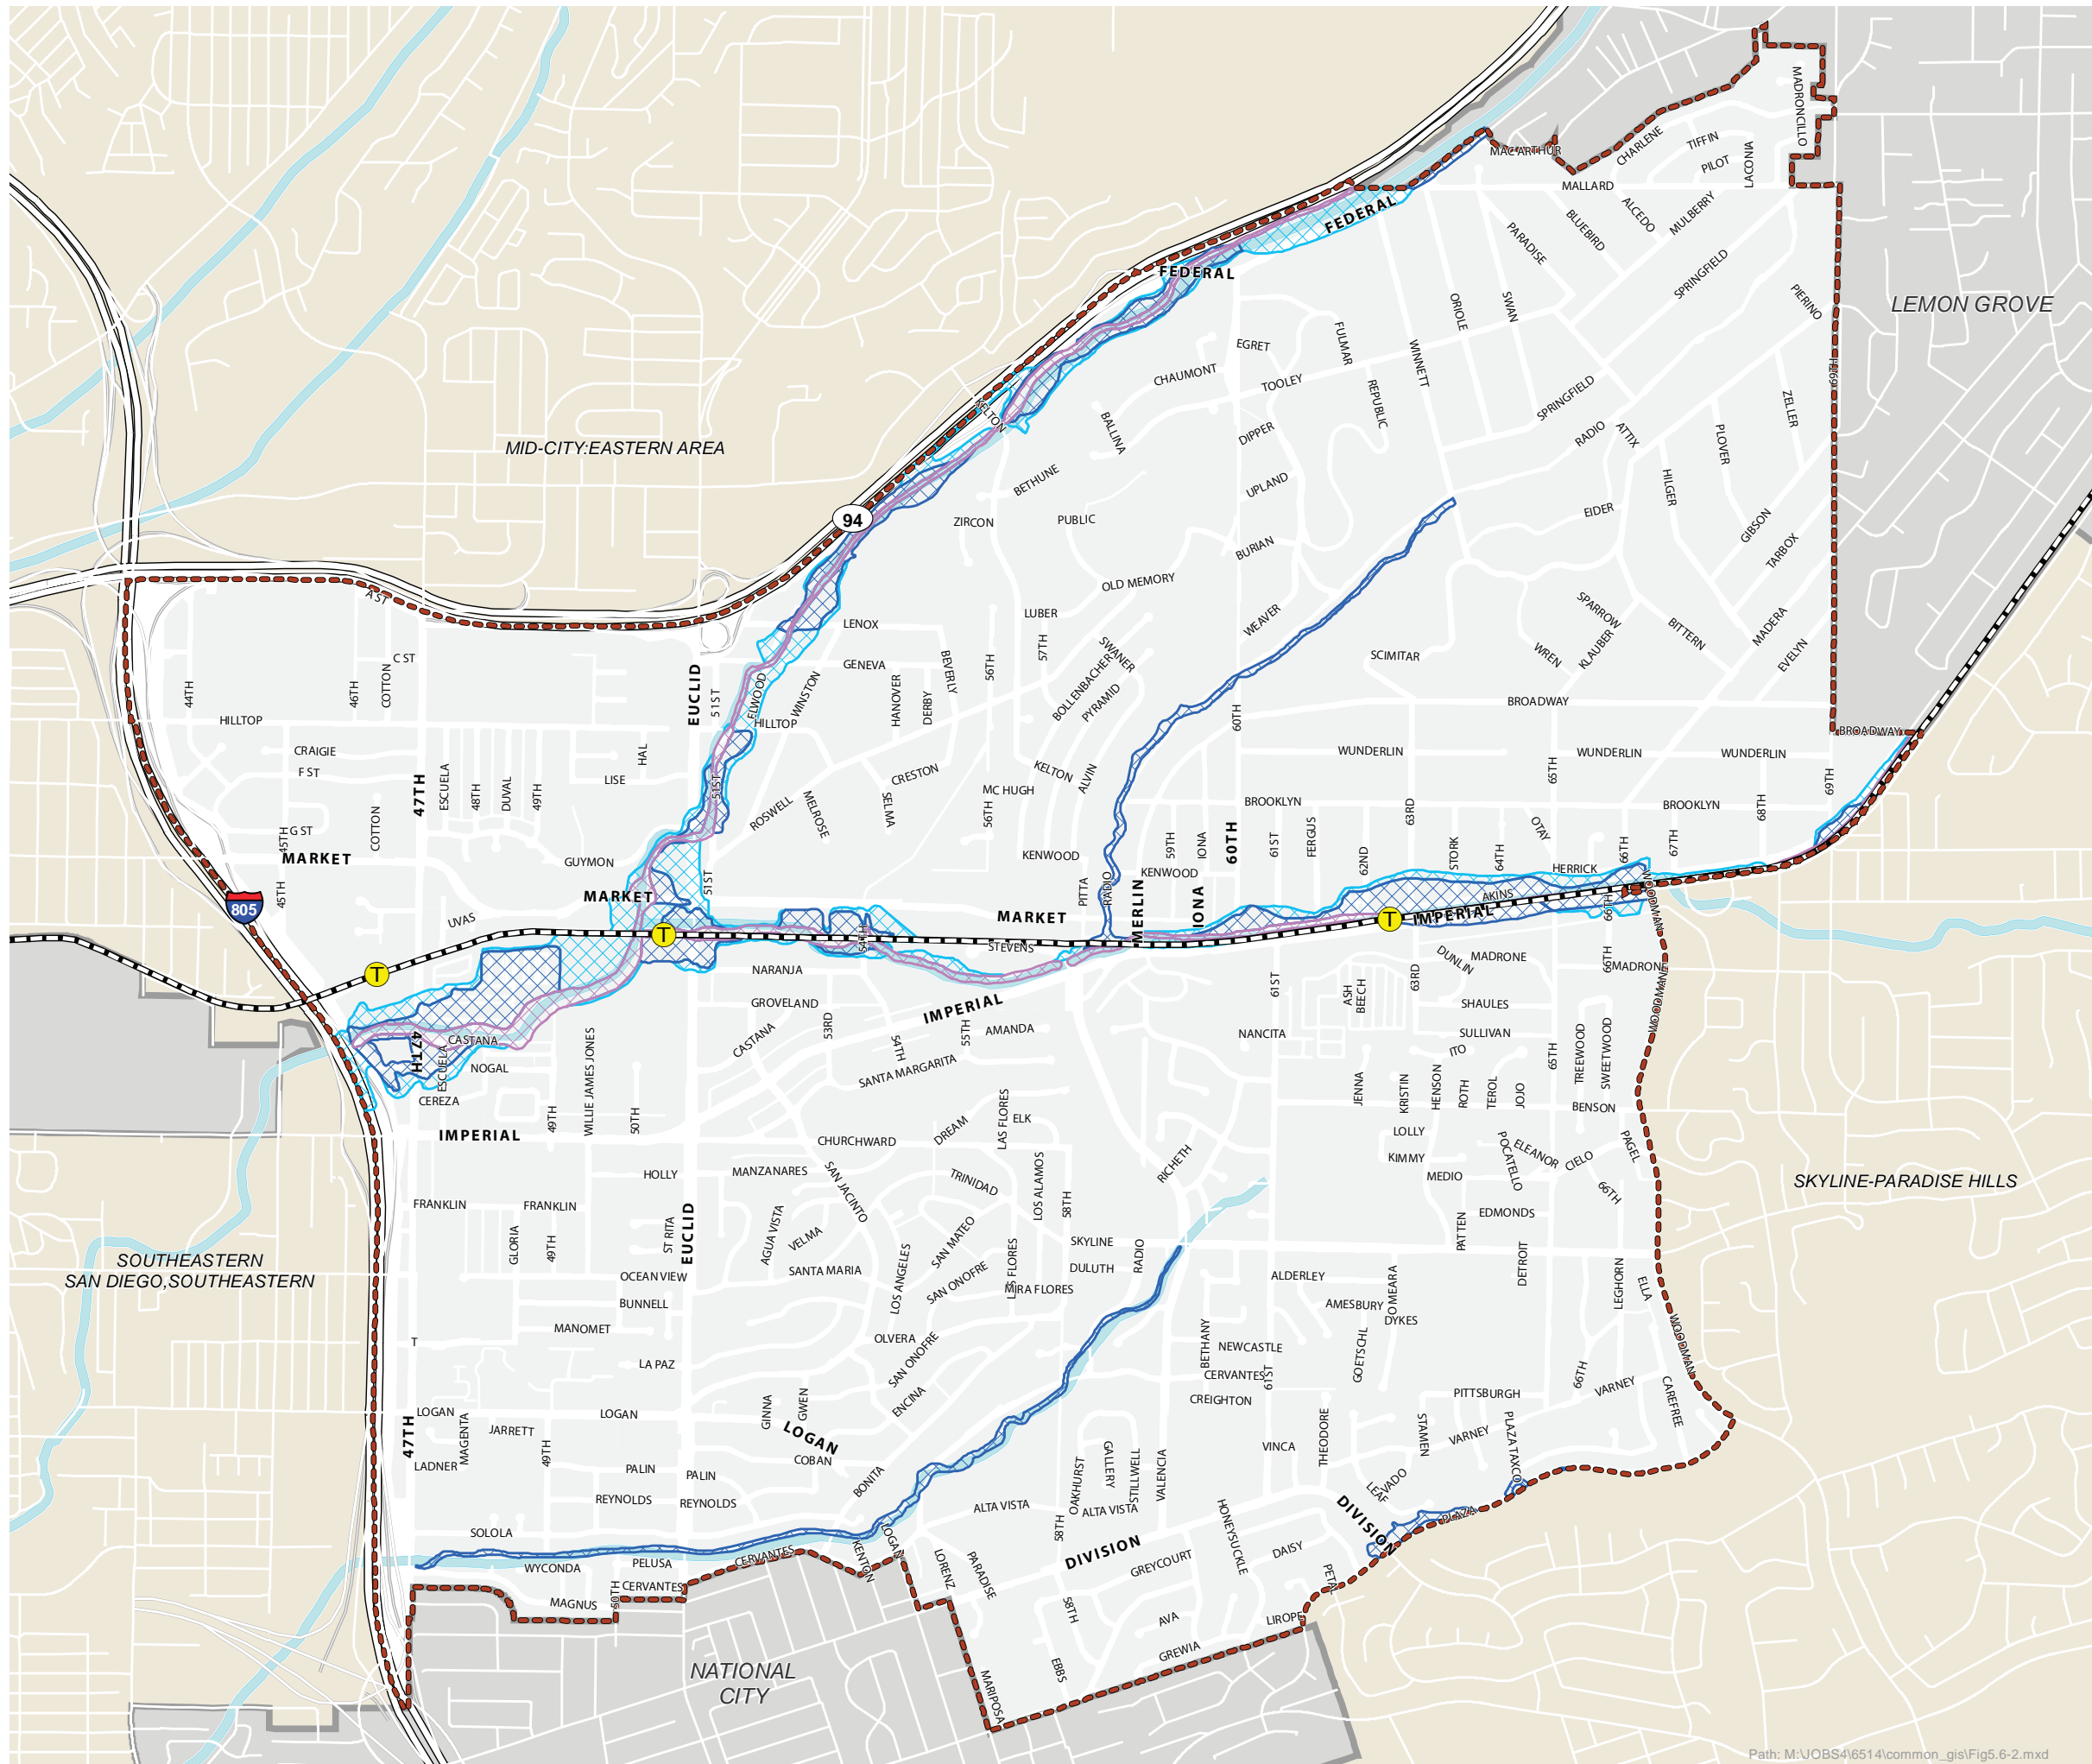 MADRONCILLO
MACARTHUR
CHARLENE
TIFFIN
PILOT
LACONIA
MALLARD
ALCEDO
MULBERRY
BLUEBIRD
FEDERAL
PARADISE
FEDERAL
SPRINGFIELD
PIERINO
LEMON GROVE
ORIOLE
SWAN
FULMAR
EGRET
WINNETT
CHAUMONT
TOOLEY
REPUBLIC
69TH
SPRINGFIELD
ZELLER
KELTON
BALLINA
DIPPER
RADIO
ATTIX
PLOVER
MID-CITY:EASTERN AREA
BETHUNE
UPLAND
HILGER
94
ZIRCON
PUBLIC
EIDER
GIBSON
BURIAN
TARBOX
A ST
OLD MEMORY
LUBER
LENOX
WEAVER
SPARROW
KLAUBER
BITTERN
MADERA
EVELYN
C ST
GENEVA
BEVERLY
56TH
57TH
SWANER
BOLLENBACHER
PYRAMID
SCIMITAR
WREN
44TH
46TH
COTTON
EUCLID
51ST
ELWOOD
WINSTON
HANOVER
DERBY
HILLTOP
HILLTOP
60TH
BROADWAY
BROADWAY
CRAIGIE
F ST
HAL
LISE
WUNDERLIN
WUNDERLIN
WUNDERLIN
47TH
ESCUELA
48TH
DUVAL
49TH
51ST
CRESTON
KELTON
ALVIN
MC HUGH
56TH
65TH
69TH
COTTON
G ST
45TH
MARKET
ROSWELL
MELROSE
SELMA
BROOKLYN
63RD
BROOKLYN
68TH
GUYMON
KENWOOD
59TH
IONA
60TH
61ST
FERGUS
62ND
STORK
64TH
OTAY
66TH
67TH
KENWOOD
HERRICK
805
45TH
MARKET
51ST
PITTA
RADIO
MERLIN
IONA
AKINS
WOODMAN
UVAS
MARKET
IMPERIAL
66TH
T
T
T
54TH
STEVENS
NARANJA
DUNLIN
MADRONE
66TH
MADRONE
63RD
61ST
ASH
BEECH
GROVELAND
IMPERIAL
SHAULES
WOODMAN
53RD
CASTANA
47TH
CASTANA
ESCUELA
NOGAL
54TH
55TH
AMANDA
NANCITA
SULLIVAN
ITO
65TH
TREEWOOD
SWEETWOOD
SANTA MARGARITA
CEREZA
49TH
WILLIE JAMES JONES
50TH
JENNA
KRISTIN
HENSON
ROTH
TEROL
JOJO
BENSON
IMPERIAL
LAS FLORES
ELK
DREAM
CHURCHWARD
LOLLY
KIMMY
POCATELLO
ELEANOR
CIELO
PAGEL
HOLLY
MANZANARES
SAN JACINTO
TRINIDAD
LOS ALAMOS
58TH
RICHETH
MEDIO
66TH
SKYLINE-PARADISE HILLS
FRANKLIN
FRANKLIN
EDMONDS
PATTEN
GLORIA
49TH
ST RITA
EUCLID
AGUA VISTA
VELMA
SAN MATEO
SKYLINE
RADIO
SOUTHEASTERN
SAN DIEGO,SOUTHEASTERN
OCEAN VIEW
SANTA MARIA
LOS ANGELES
SAN ONOFRE
LAS FLORES
DULUTH
MIRA FLORES
ALDERLEY
OMEARA
DETROIT
LEGHORN
ELLA
BUNNELL
AMESBURY
DYKES
MANOMET
T
OLVERA
SAN ONOFRE
BETHANY
NEWCASTLE
GOETSCHL
WOODMAN
LA PAZ
CERVANTES
61ST
66TH
VARNEY
ENCINA
CREIGHTON
PITTSBURGH
CAREFREE
LOGAN
MAGENTA
LOGAN
GINNA
GWEN
LOGAN
JARRETT
49TH
THEODORE
STAMEN
VARNEY
PLAZA TAXCO
47TH
LADNER
PALIN
PALIN
COBAN
BONITA
VINCA
OAKHURST
GALLERY
STILLWELL
VALENCIA
LEAF
VADO
REYNOLDS
REYNOLDS
ALTA VISTA
ALTA VISTA
HONEYSUCKLE
DIVISION
PLAZA
SOLOLA
58TH
LOGAN
KENTON
CERVANTES
PELUSA
WYCONDA
CERVANTES
50TH
MAGNUS
LORENZ
PARADISE
DIVISION
GREYCOURT
DAISY
PETAL
58TH
AVA
LIROPE
GREWIA
EBBS
MARIPOSA
NATIONAL
CITY
Path: M:\JOBS4\6514\common_gis\Fig5.6-2.mxd